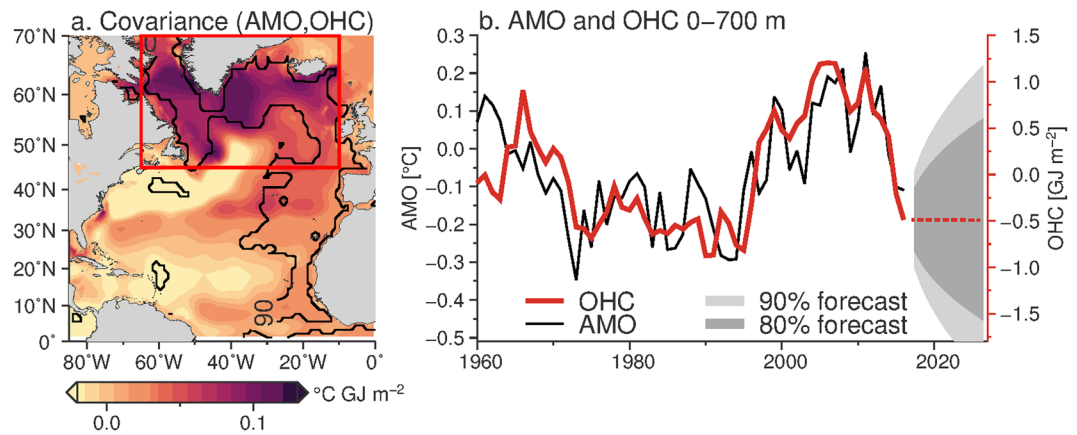 a. Covariance (AMO,OHC)
70°N
60°N
50°N
40°N
30°N
20°N
10°N
0°
80°W 60°W 40°W 20°W 0°
90
°C GJ m⁻²
0.0 0.1
b. AMO and OHC 0−700 m
AMO [°C]
0.3
0.2
0.1
0.0
−0.1
−0.2
−0.3
−0.4
−0.5
1960 1980 2000 2020
OHC
AMO
90% forecast
80% forecast
1.5
1.0
0.5
0.0
−0.5
−1.0
−1.5
OHC [GJ m⁻²]